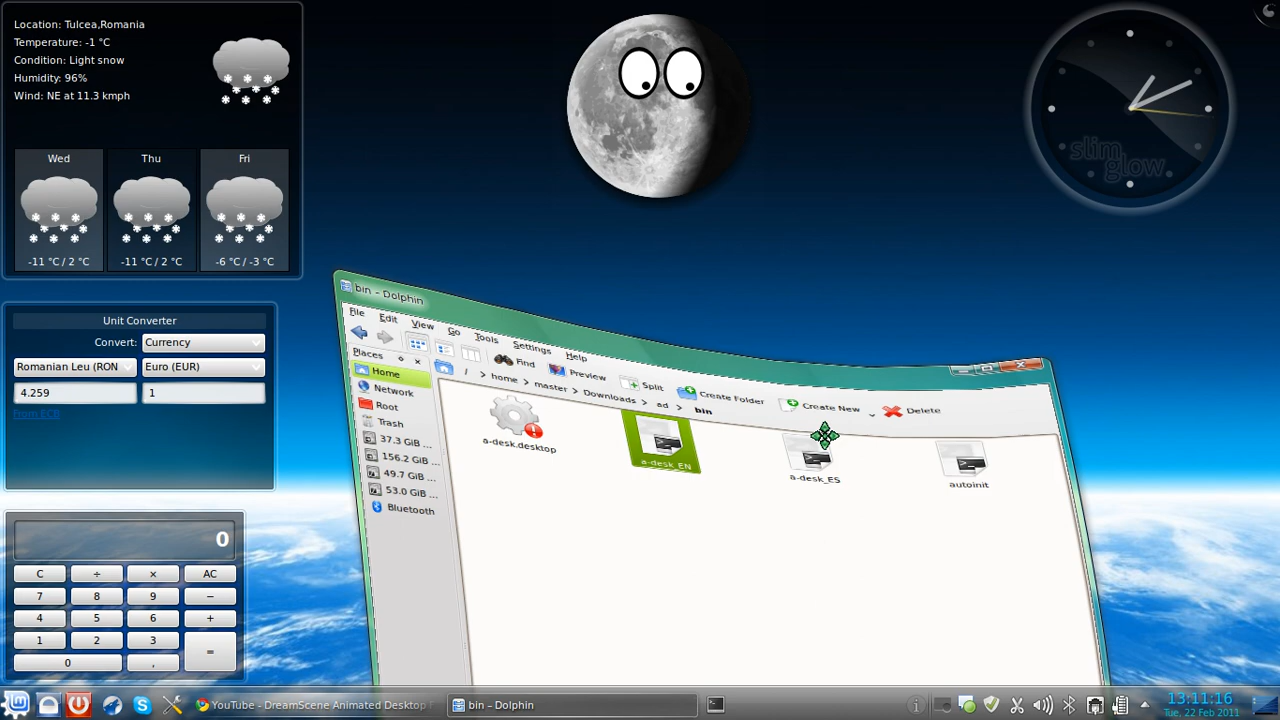 Location: Tulcea,Romania
Temperature: -1 °C
Condition: Light snow
Humidity: 96%
Wind: NE at 11.3 kmph
Wed Thu Fri
-11 °C / 2 °C -11 °C / 2 °C -6 °C / -3 °C
slim
glow
Unit Converter
Convert: Currency
Romanian Leu (RON Euro (EUR)
4.259 1
From ECB
0
C ÷ × AC
7 8 9 −
4 5 6 +
1 2 3 =
0 ,
bin - Dolphin
File Edit View Go Tools Settings Help
Find Preview Split Create Folder Create New Delete
Places
/ > home > master > Downloads > ad > bin
Home
Network
Root
Trash
37.3 GiB ...
156.2 GiB ...
49.7 GiB ...
53.0 GiB ...
Bluetooth
a-desk.desktop
a-desk_EN
a-desk_ES
autoinit
YouTube - DreamScene Animated Desktop F
bin - Dolphin
13:11:16
Tue, 22 Feb 2011